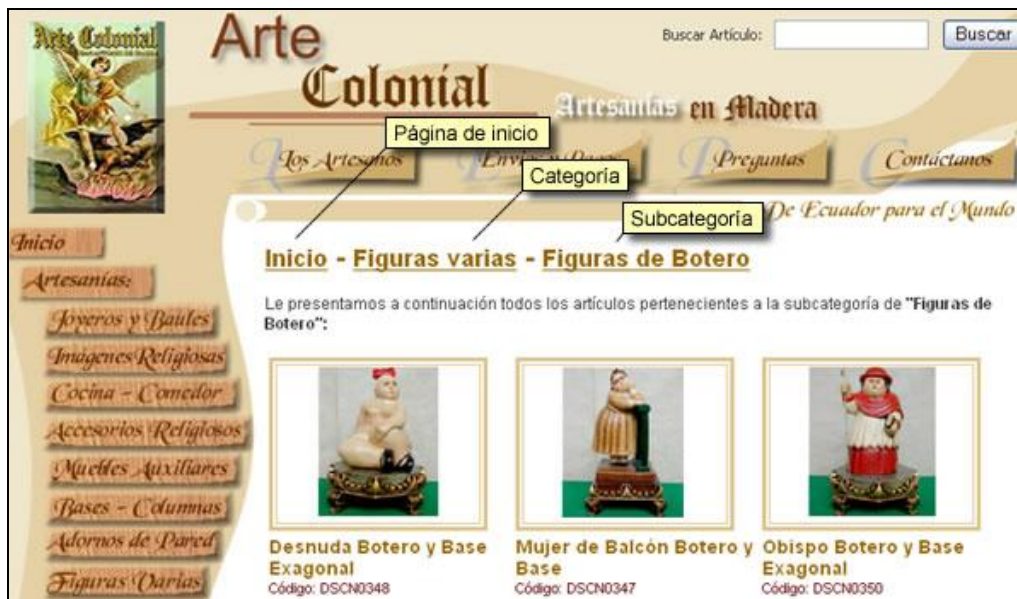 Arte Colonial
Arte
Colonial
Artesanías en Madera
Buscar Artículo:
Buscar
Página de inicio
Categoría
Subcategoría
Los Artesanos
Preguntas
Contáctanos
De Ecuador para el Mundo
Inicio
Artesanías:
Joyeros y Baules
Imágenes Religiosas
Cocina - Comedor
Accesorios Religiosos
Muebles Auxiliares
Bases - Columnas
Adornos de Pared
Figuras Varias
Inicio - Figuras varias - Figuras de Botero
Le presentamos a continuación todos los artículos pertenecientes a la subcategoría de "Figuras de
Botero":
Desnuda Botero y Base
Exagonal
Código: DSCN0348
Mujer de Balcón Botero y
Base
Código: DSCN0347
Obispo Botero y Base
Exagonal
Código: DSCN0350